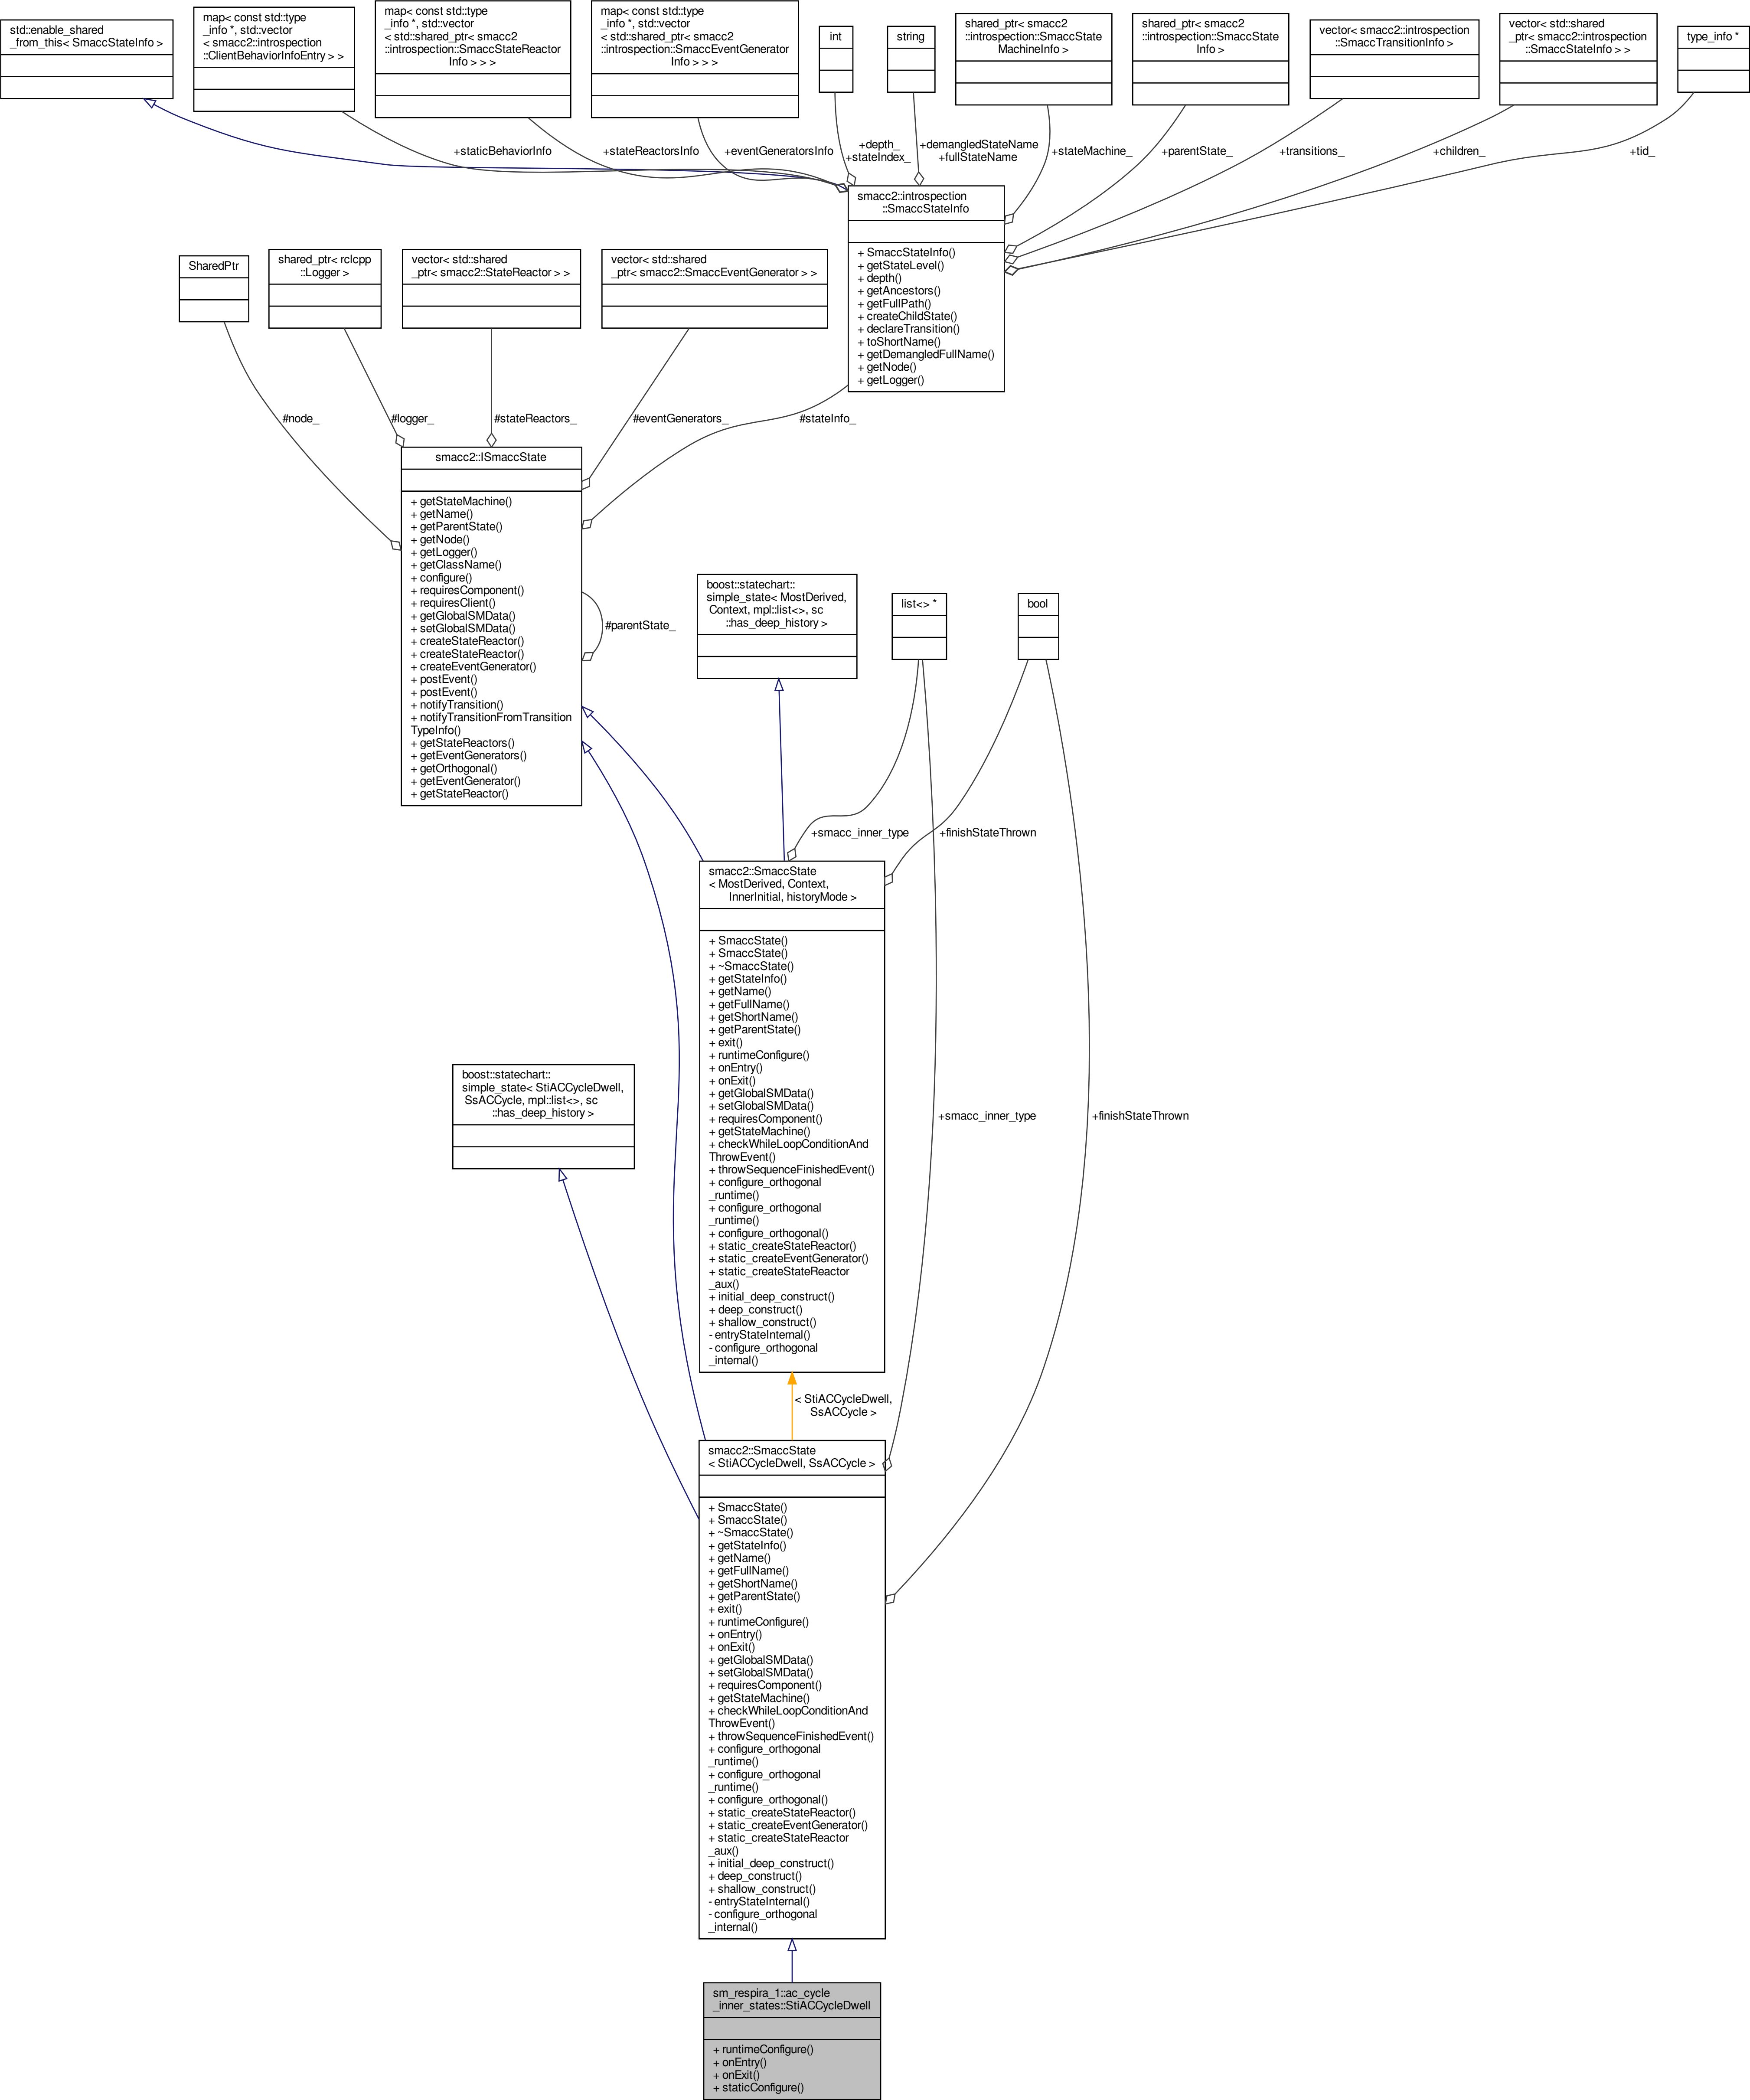 std::enable_shared
_from_this< SmaccStateInfo >
map< const std::type
_info *, std::vector
< smacc2::introspection
::ClientBehaviorInfoEntry > >
map< const std::type
_info *, std::vector
< std::shared_ptr< smacc2
::introspection::SmaccStateReactor
Info > > >
map< const std::type
_info *, std::vector
< std::shared_ptr< smacc2
::introspection::SmaccEventGenerator
Info > > >
int
string
shared_ptr< smacc2
::introspection::SmaccState
MachineInfo >
shared_ptr< smacc2
::introspection::SmaccState
Info >
vector< smacc2::introspection
::SmaccTransitionInfo >
vector< std::shared
_ptr< smacc2::introspection
::SmaccStateInfo > >
type_info *
+staticBehaviorInfo
+stateReactorsInfo
+eventGeneratorsInfo
+depth_
+stateIndex_
+demangledStateName
+fullStateName
+stateMachine_
+parentState_
+transitions_
+children_
+tid_
smacc2::introspection
::SmaccStateInfo
+ SmaccStateInfo()
+ getStateLevel()
+ depth()
+ getAncestors()
+ getFullPath()
+ createChildState()
+ declareTransition()
+ toShortName()
+ getDemangledFullName()
+ getNode()
+ getLogger()
SharedPtr
shared_ptr< rclcpp
::Logger >
vector< std::shared
_ptr< smacc2::StateReactor > >
vector< std::shared
_ptr< smacc2::SmaccEventGenerator > >
#node_
#logger_
#stateReactors_
#eventGenerators_
#stateInfo_
smacc2::ISmaccState
+ getStateMachine()
+ getName()
+ getParentState()
+ getNode()
+ getLogger()
+ getClassName()
+ configure()
+ requiresComponent()
+ requiresClient()
+ getGlobalSMData()
+ setGlobalSMData()
+ createStateReactor()
+ createStateReactor()
+ createEventGenerator()
+ postEvent()
+ postEvent()
+ notifyTransition()
+ notifyTransitionFromTransition
TypeInfo()
+ getStateReactors()
+ getEventGenerators()
+ getOrthogonal()
+ getEventGenerator()
+ getStateReactor()
#parentState_
boost::statechart::
simple_state< MostDerived,
Context, mpl::list<>, sc
::has_deep_history >
list<> *
bool
+smacc_inner_type
+finishStateThrown
smacc2::SmaccState
< MostDerived, Context,
InnerInitial, historyMode >
+ SmaccState()
+ SmaccState()
+ ~SmaccState()
+ getStateInfo()
+ getName()
+ getFullName()
+ getShortName()
+ getParentState()
+ exit()
+ runtimeConfigure()
+ onEntry()
+ onExit()
+ getGlobalSMData()
+ setGlobalSMData()
+ requiresComponent()
+ getStateMachine()
+ checkWhileLoopConditionAnd
ThrowEvent()
+ throwSequenceFinishedEvent()
+ configure_orthogonal
_runtime()
+ configure_orthogonal
_runtime()
+ configure_orthogonal()
+ static_createStateReactor()
+ static_createEventGenerator()
+ static_createStateReactor
_aux()
+ initial_deep_construct()
+ deep_construct()
+ shallow_construct()
- entryStateInternal()
- configure_orthogonal
_internal()
boost::statechart::
simple_state< StiACCycleDwell,
SsACCycle, mpl::list<>, sc
::has_deep_history >
+smacc_inner_type
+finishStateThrown
< StiACCycleDwell,
SsACCycle >
smacc2::SmaccState
< StiACCycleDwell, SsACCycle >
+ SmaccState()
+ SmaccState()
+ ~SmaccState()
+ getStateInfo()
+ getName()
+ getFullName()
+ getShortName()
+ getParentState()
+ exit()
+ runtimeConfigure()
+ onEntry()
+ onExit()
+ getGlobalSMData()
+ setGlobalSMData()
+ requiresComponent()
+ getStateMachine()
+ checkWhileLoopConditionAnd
ThrowEvent()
+ throwSequenceFinishedEvent()
+ configure_orthogonal
_runtime()
+ configure_orthogonal
_runtime()
+ configure_orthogonal()
+ static_createStateReactor()
+ static_createEventGenerator()
+ static_createStateReactor
_aux()
+ initial_deep_construct()
+ deep_construct()
+ shallow_construct()
- entryStateInternal()
- configure_orthogonal
_internal()
sm_respira_1::ac_cycle
_inner_states::StiACCycleDwell
+ runtimeConfigure()
+ onEntry()
+ onExit()
+ staticConfigure()